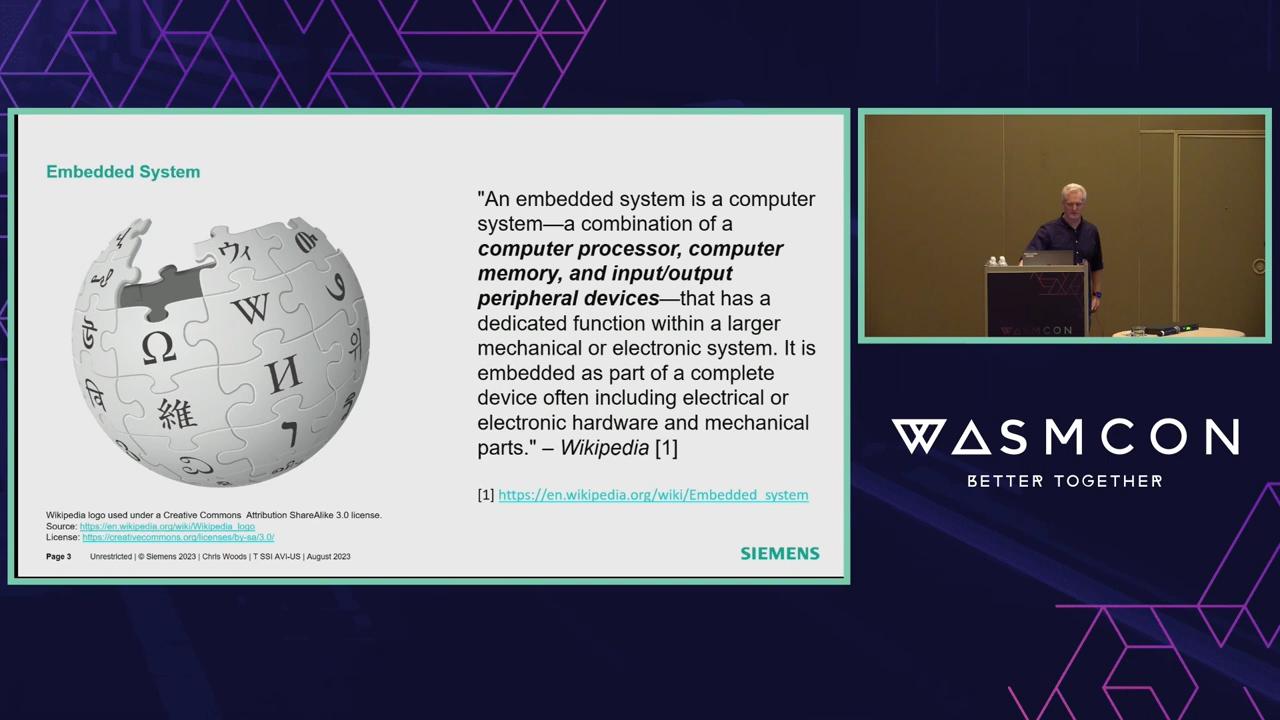 Embedded System
"An embedded system is a computer
system—a combination of a
computer processor, computer
memory, and input/output
peripheral devices—that has a
dedicated function within a larger
mechanical or electronic system. It is
embedded as part of a complete
device often including electrical or
electronic hardware and mechanical
parts." – Wikipedia [1]
[1] https://en.wikipedia.org/wiki/Embedded_system
ウィ
W
Ω
И
維
Wikipedia logo used under a Creative Commons Attribution ShareAlike 3.0 license.
Source: https://en.wikipedia.org/wiki/Wikipedia_logo
License: https://creativecommons.org/licenses/by-sa/3.0/
Page 3 Unrestricted | © Siemens 2023 | Chris Woods | T SSI AVI-US | August 2023
SIEMENS
WASMCON
WASMCON
BETTER TOGETHER